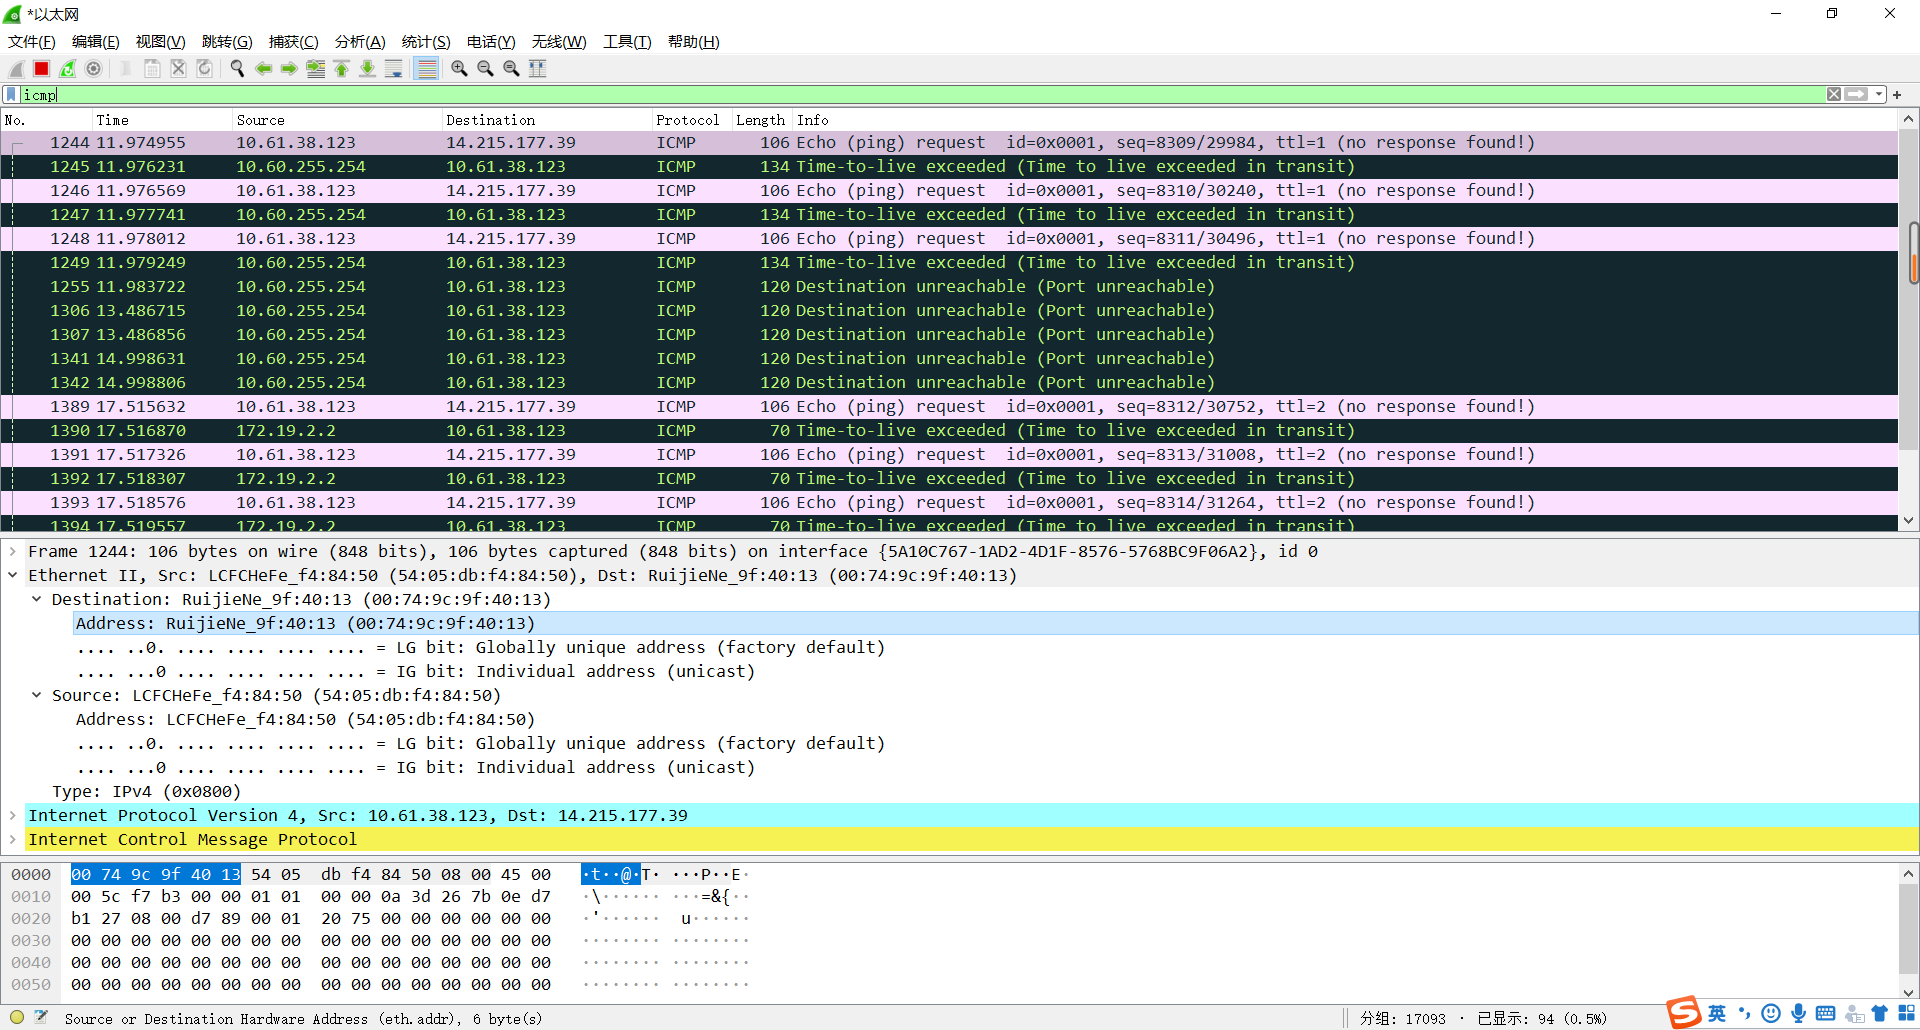 *以太网
文件(F) 编辑(E) 视图(V) 跳转(G) 捕获(C) 分析(A) 统计(S) 电话(Y) 无线(W) 工具(T) 帮助(H)
icmp
No. Time Source Destination Protocol Length Info
1244 11.974955 10.61.38.123 14.215.177.39 ICMP 106 Echo (ping) request id=0x0001, seq=8309/29984, ttl=1 (no response found!)
1245 11.976231 10.60.255.254 10.61.38.123 ICMP 134 Time-to-live exceeded (Time to live exceeded in transit)
1246 11.976569 10.61.38.123 14.215.177.39 ICMP 106 Echo (ping) request id=0x0001, seq=8310/30240, ttl=1 (no response found!)
1247 11.977741 10.60.255.254 10.61.38.123 ICMP 134 Time-to-live exceeded (Time to live exceeded in transit)
1248 11.978012 10.61.38.123 14.215.177.39 ICMP 106 Echo (ping) request id=0x0001, seq=8311/30496, ttl=1 (no response found!)
1249 11.979249 10.60.255.254 10.61.38.123 ICMP 134 Time-to-live exceeded (Time to live exceeded in transit)
1255 11.983722 10.60.255.254 10.61.38.123 ICMP 120 Destination unreachable (Port unreachable)
1306 13.486715 10.60.255.254 10.61.38.123 ICMP 120 Destination unreachable (Port unreachable)
1307 13.486856 10.60.255.254 10.61.38.123 ICMP 120 Destination unreachable (Port unreachable)
1341 14.998631 10.60.255.254 10.61.38.123 ICMP 120 Destination unreachable (Port unreachable)
1342 14.998806 10.60.255.254 10.61.38.123 ICMP 120 Destination unreachable (Port unreachable)
1389 17.515632 10.61.38.123 14.215.177.39 ICMP 106 Echo (ping) request id=0x0001, seq=8312/30752, ttl=2 (no response found!)
1390 17.516870 172.19.2.2 10.61.38.123 ICMP 70 Time-to-live exceeded (Time to live exceeded in transit)
1391 17.517326 10.61.38.123 14.215.177.39 ICMP 106 Echo (ping) request id=0x0001, seq=8313/31008, ttl=2 (no response found!)
1392 17.518307 172.19.2.2 10.61.38.123 ICMP 70 Time-to-live exceeded (Time to live exceeded in transit)
1393 17.518576 10.61.38.123 14.215.177.39 ICMP 106 Echo (ping) request id=0x0001, seq=8314/31264, ttl=2 (no response found!)
1394 17.519557 172.19.2.2 10.61.38.123 ICMP 70 Time-to-live exceeded (Time to live exceeded in transit)
Frame 1244: 106 bytes on wire (848 bits), 106 bytes captured (848 bits) on interface {5A10C767-1AD2-4D1F-8576-5768BC9F06A2}, id 0
Ethernet II, Src: LCFCHeFe_f4:84:50 (54:05:db:f4:84:50), Dst: RuijieNe_9f:40:13 (00:74:9c:9f:40:13)
Destination: RuijieNe_9f:40:13 (00:74:9c:9f:40:13)
Address: RuijieNe_9f:40:13 (00:74:9c:9f:40:13)
.... ..0. .... .... .... .... = LG bit: Globally unique address (factory default)
.... ...0 .... .... .... .... = IG bit: Individual address (unicast)
Source: LCFCHeFe_f4:84:50 (54:05:db:f4:84:50)
Address: LCFCHeFe_f4:84:50 (54:05:db:f4:84:50)
.... ..0. .... .... .... .... = LG bit: Globally unique address (factory default)
.... ...0 .... .... .... .... = IG bit: Individual address (unicast)
Type: IPv4 (0x0800)
Internet Protocol Version 4, Src: 10.61.38.123, Dst: 14.215.177.39
Internet Control Message Protocol
0000 00 74 9c 9f 40 13 54 05 db f4 84 50 08 00 45 00 ·t··@·T· ···P··E·
0010 00 5c f7 b3 00 00 01 01 00 00 0a 3d 26 7b 0e d7 ·\······ ···=&{··
0020 b1 27 08 00 d7 89 00 01 20 75 00 00 00 00 00 00 ·'······ u······
0030 00 00 00 00 00 00 00 00 00 00 00 00 00 00 00 00 ········ ········
0040 00 00 00 00 00 00 00 00 00 00 00 00 00 00 00 00 ········ ········
0050 00 00 00 00 00 00 00 00 00 00 00 00 00 00 00 00 ········ ········
Source or Destination Hardware Address (eth.addr), 6 byte(s) 分组: 17093 · 已显示: 94 (0.5%)
S 英